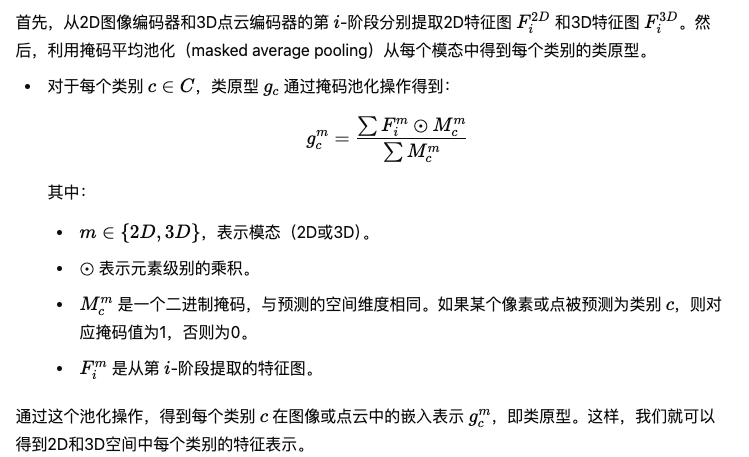 首先，从2D图像编码器和3D点云编码器的第 i-阶段分别提取2D特征图 F_i^{2D} 和3D特征图 F_i^{3D}。然
后，利用掩码平均池化（masked average pooling）从每个模态中得到每个类别的类原型。
• 对于每个类别 c ∈ C，类原型 g_c 通过掩码池化操作得到：
g_c^m = \frac{∑ F_i^m ⊙ M_c^m}{∑ M_c^m}
其中：
• m ∈ {2D, 3D}，表示模态（2D或3D）。
• ⊙ 表示元素级别的乘积。
• M_c^m 是一个二进制掩码，与预测的空间维度相同。如果某个像素或点被预测为类别 c，则对
应掩码值为1，否则为0。
• F_i^m 是从第 i-阶段提取的特征图。
通过这个池化操作，得到每个类别 c 在图像或点云中的嵌入表示 g_c^m，即类原型。这样，我们就可以
得到2D和3D空间中每个类别的特征表示。